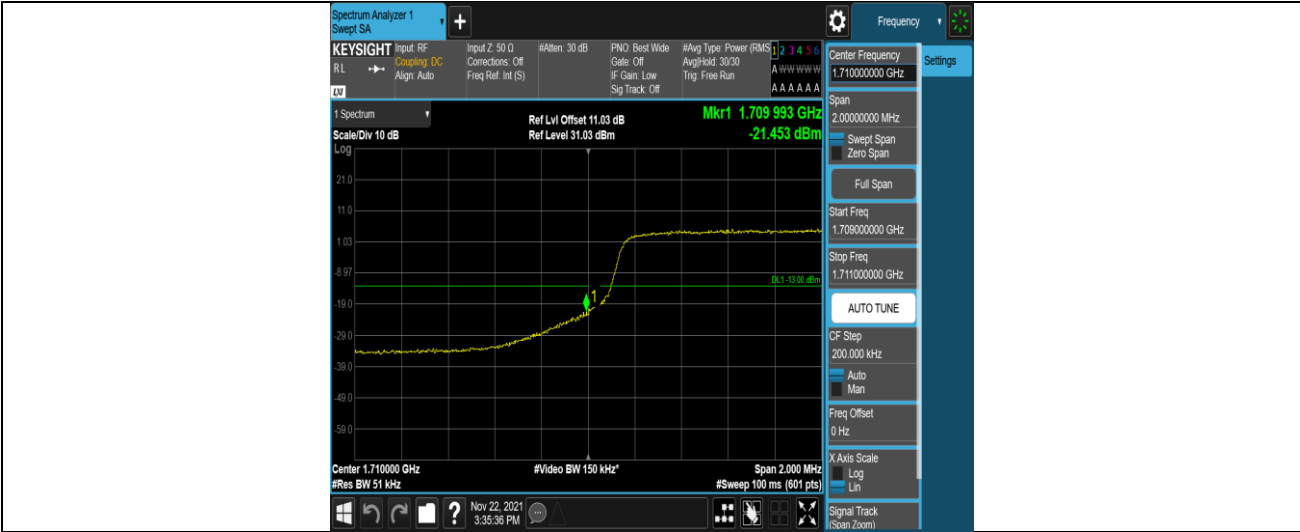 Spectrum Analyzer 1
Swept SA
+
Frequency
KEYSIGHT
R L
LXI
Input: RF
Coupling: DC
Align: Auto
Input Z: 50 Ω
Corrections: Off
Freq Ref: Int (S)
#Atten: 30 dB
PNO: Best Wide
Gate: Off
IF Gain: Low
Sig Track: Off
#Avg Type: Power (RMS
Avg|Hold: 30/30
Trig: Free Run
1 2 3 4 5 6
A W W W W W
A A A A A A
Center Frequency
1.710000000 GHz
Settings
Span
2.00000000 MHz
Swept Span
Zero Span
Full Span
Start Freq
1.709000000 GHz
Stop Freq
1.711000000 GHz
AUTO TUNE
CF Step
200.000 kHz
Auto
Man
Freq Offset
0 Hz
X Axis Scale
Log
Lin
Signal Track
(Span Zoom)
1 Spectrum
Scale/Div 10 dB
Ref Lvl Offset 11.03 dB
Ref Level 31.03 dBm
Mkr1 1.709 993 GHz
-21.453 dBm
Log
21.0
11.0
1.03
-8.97
DL1 -13.00 dBm
1
-19.0
-29.0
-39.0
-49.0
-59.0
Center 1.710000 GHz
#Video BW 150 kHz*
Span 2.000 MHz
#Res BW 51 kHz
#Sweep 100 ms (601 pts)
?
Nov 22, 2021
3:35:36 PM